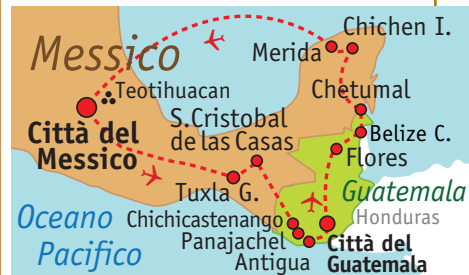 Chichen I.
Merida
Messico
Teotihuacan
Chetumal
S.Cristobal
de las Casas
Città del
Messico
Belize C.
Flores
Tuxla G.
Guatemala
Oceano
Pacifico
Chichicastenango
Honduras
Panajachel
Città del
Guatemala
Antigua